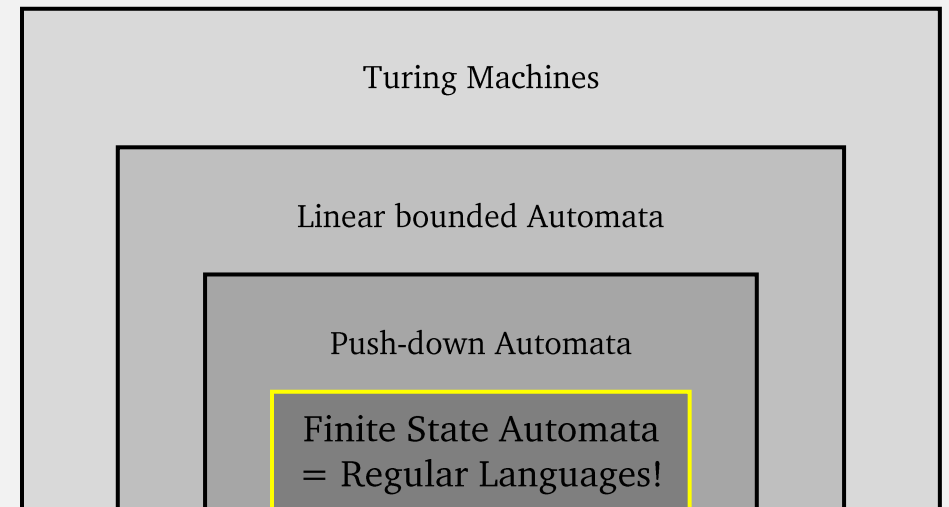 Turing Machines
Linear bounded Automata
Push-down Automata
Finite State Automata
= Regular Languages!